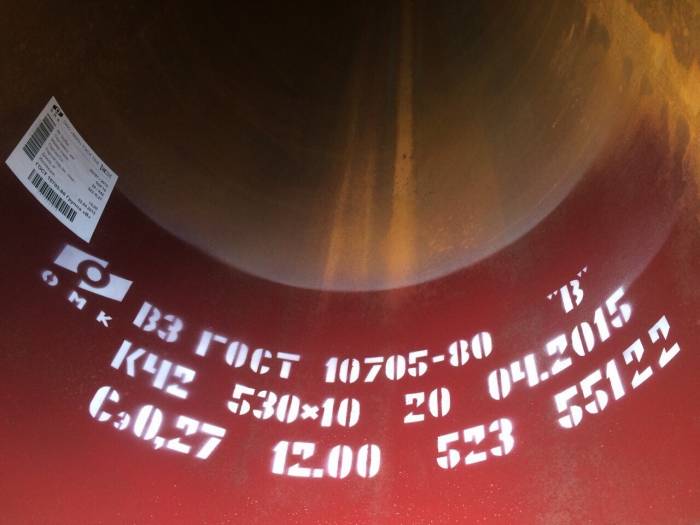 ОМК
ВЗ ГОСТ 10705-80 "В"
К42 530×10 20 04.2015
Сэ0,27 12.00 523 55122